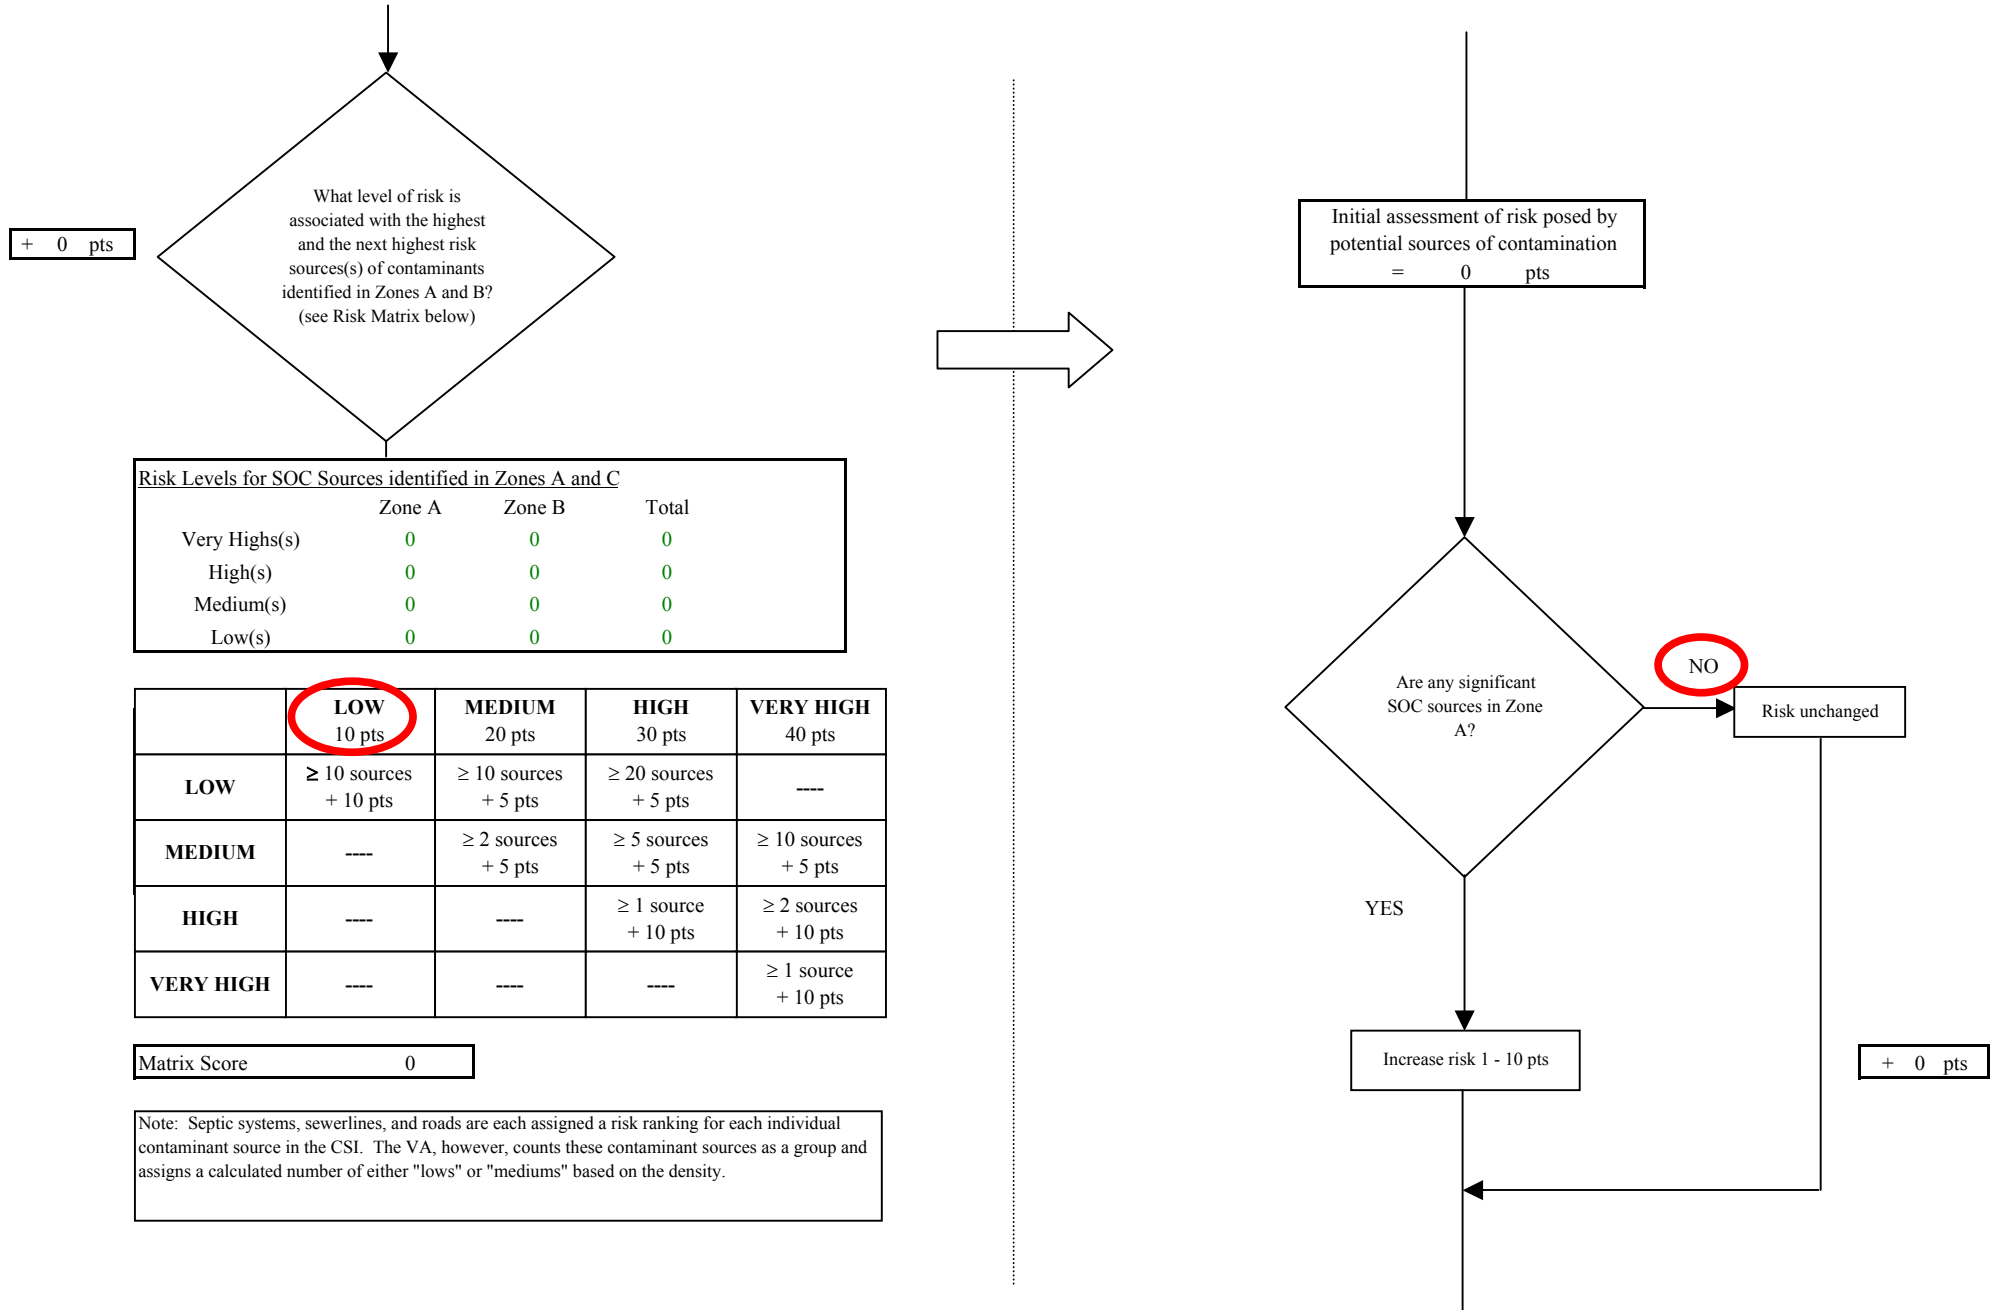 What level of risk is
associated with the highest
and the next highest risk
sources(s) of contaminants
identified in Zones A and B?
(see Risk Matrix below)
+ 0 pts
Risk Levels for SOC Sources identified in Zones A and C
Zone A Zone B Total
Very Highs(s) 0 0 0
High(s) 0 0 0
Medium(s) 0 0 0
Low(s) 0 0 0
LOW MEDIUM HIGH VERY HIGH
10 pts 20 pts 30 pts 40 pts
LOW ≥ 10 sources ≥ 10 sources ≥ 20 sources ----
+ 10 pts + 5 pts + 5 pts
MEDIUM ---- ≥ 2 sources ≥ 5 sources ≥ 10 sources
+ 5 pts + 5 pts + 5 pts
HIGH ---- ---- ≥ 1 source ≥ 2 sources
+ 10 pts + 10 pts
VERY HIGH ---- ---- ---- ≥ 1 source
+ 10 pts
Matrix Score 0
Note: Septic systems, sewerlines, and roads are each assigned a risk ranking for each individual
contaminant source in the CSI. The VA, however, counts these contaminant sources as a group and
assigns a calculated number of either "lows" or "mediums" based on the density.
Initial assessment of risk posed by
potential sources of contamination
= 0 pts
Are any significant
SOC sources in Zone
A?
NO
Risk unchanged
YES
Increase risk 1 - 10 pts
+ 0 pts